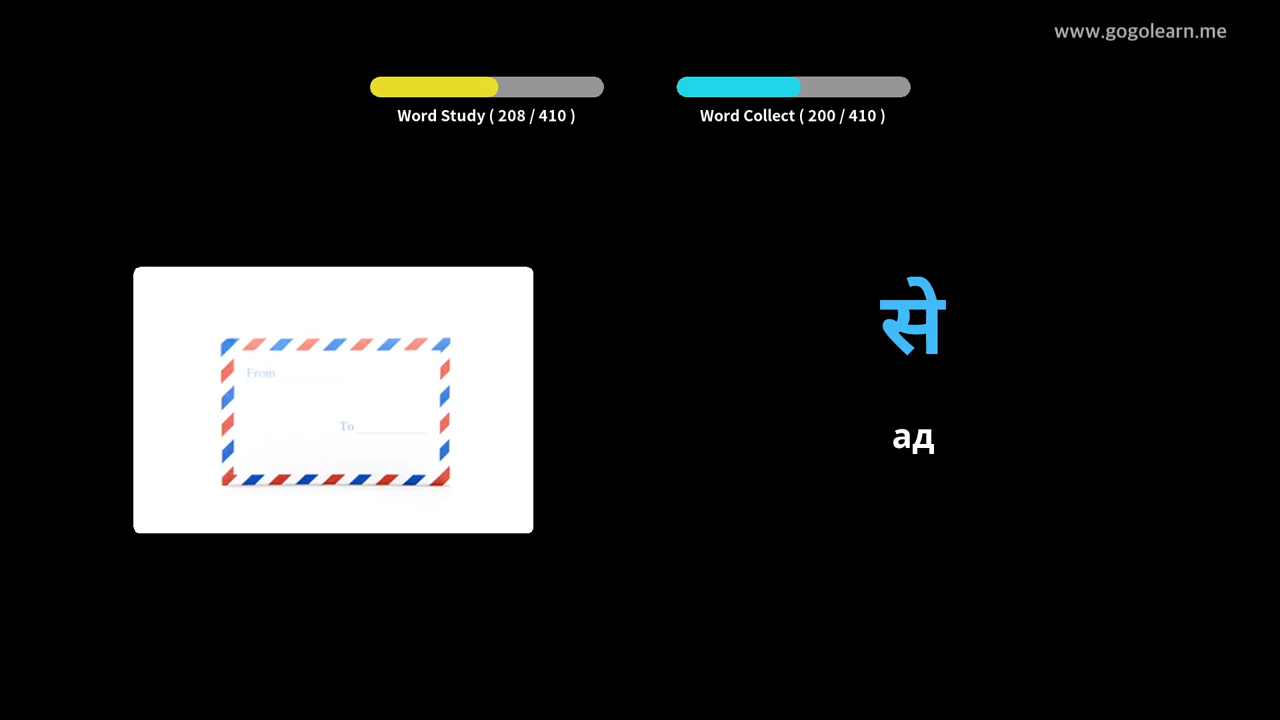 www.gogolearn.me
Word Study ( 208 / 410 )
Word Collect ( 200 / 410 )
From
To
से
ад